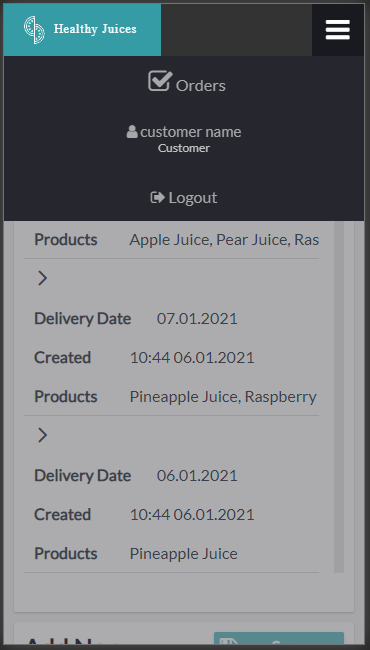 Healthy Juices
Orders
customer name
Customer
Logout
Products Apple Juice, Pear Juice, Ras
Delivery Date 07.01.2021
Created 10:44 06.01.2021
Products Pineapple Juice, Raspberry
Delivery Date 06.01.2021
Created 10:44 06.01.2021
Products Pineapple Juice